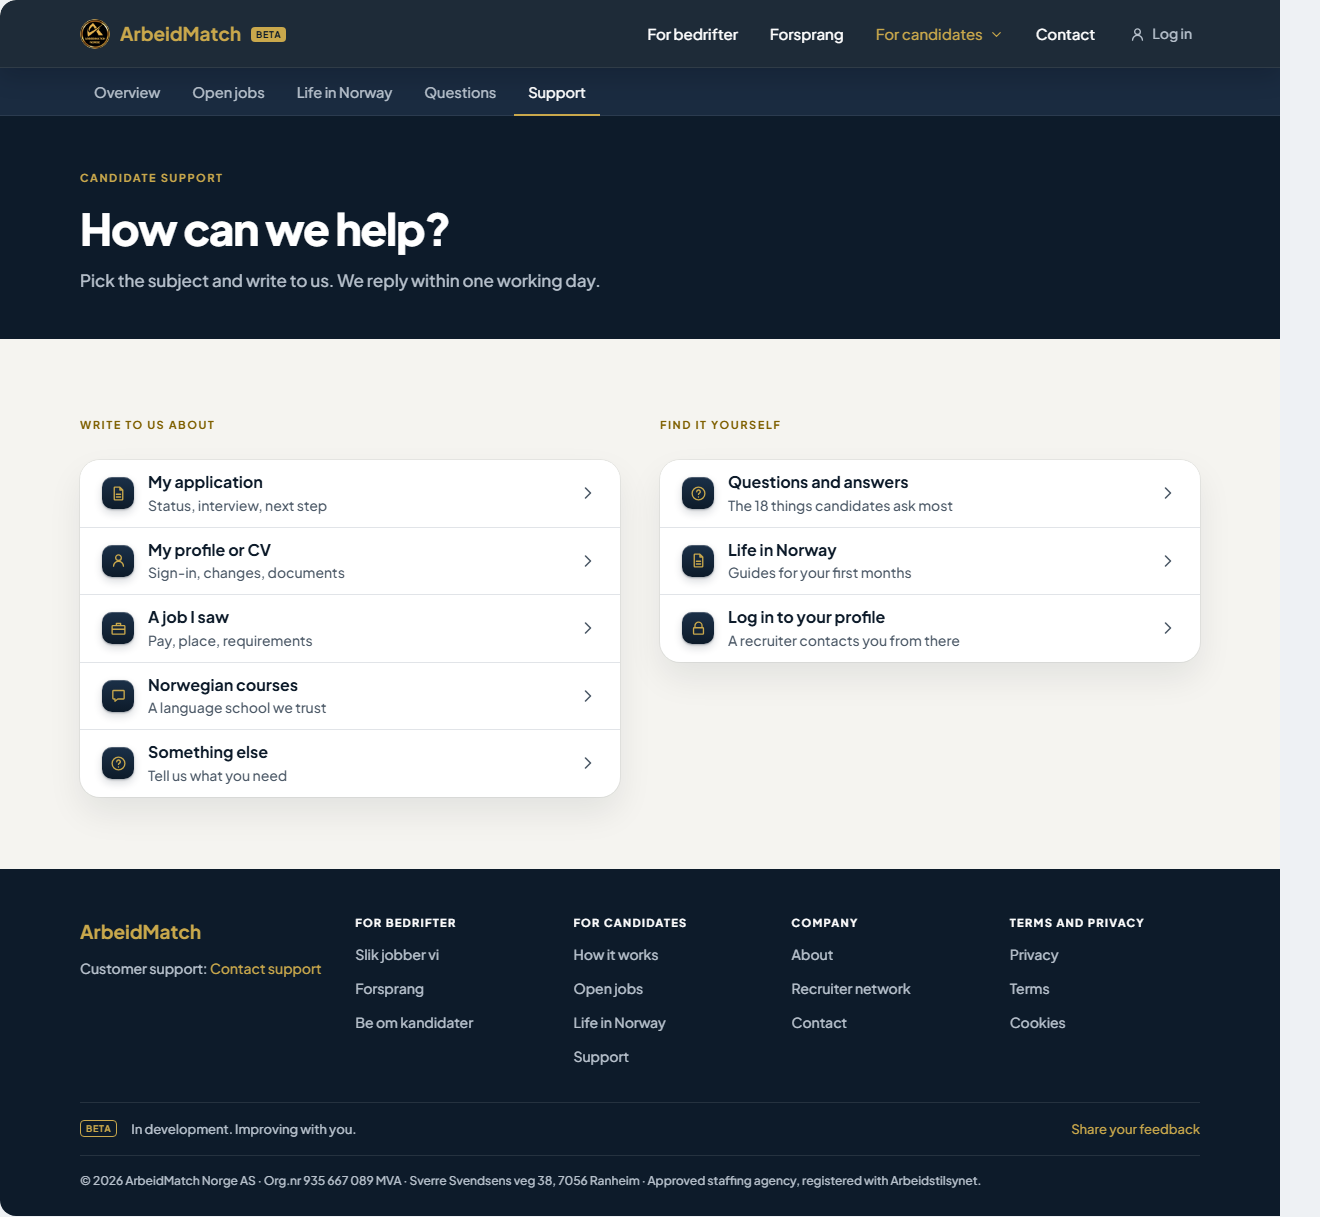 ArbeidMatch BETA
For bedrifter
Forsprang
For candidates
Contact
Log in
Overview
Open jobs
Life in Norway
Questions
Support
CANDIDATE SUPPORT
How can we help?
Pick the subject and write to us. We reply within one working day.
WRITE TO US ABOUT
My application
Status, interview, next step
My profile or CV
Sign-in, changes, documents
A job I saw
Pay, place, requirements
Norwegian courses
A language school we trust
Something else
Tell us what you need
FIND IT YOURSELF
Questions and answers
The 18 things candidates ask most
Life in Norway
Guides for your first months
Log in to your profile
A recruiter contacts you from there
ArbeidMatch
Customer support: Contact support
FOR BEDRIFTER
Slik jobber vi
Forsprang
Be om kandidater
FOR CANDIDATES
How it works
Open jobs
Life in Norway
Support
COMPANY
About
Recruiter network
Contact
TERMS AND PRIVACY
Privacy
Terms
Cookies
BETA In development. Improving with you.
Share your feedback
© 2026 ArbeidMatch Norge AS · Org.nr 935 667 089 MVA · Sverre Svendsens veg 38, 7056 Ranheim · Approved staffing agency, registered with Arbeidstilsynet.